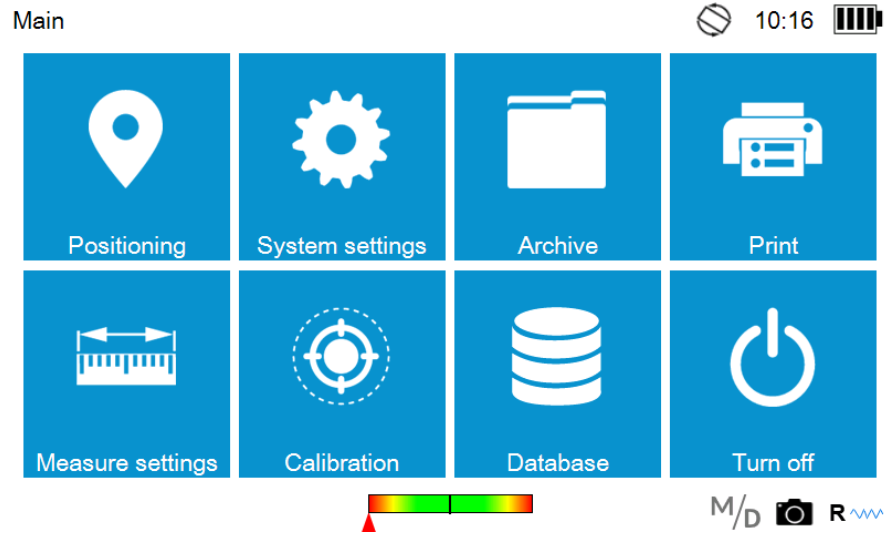 Main
10:16
Positioning
System settings
Archive
Print
Measure settings
Calibration
Database
Turn off
M/D
R